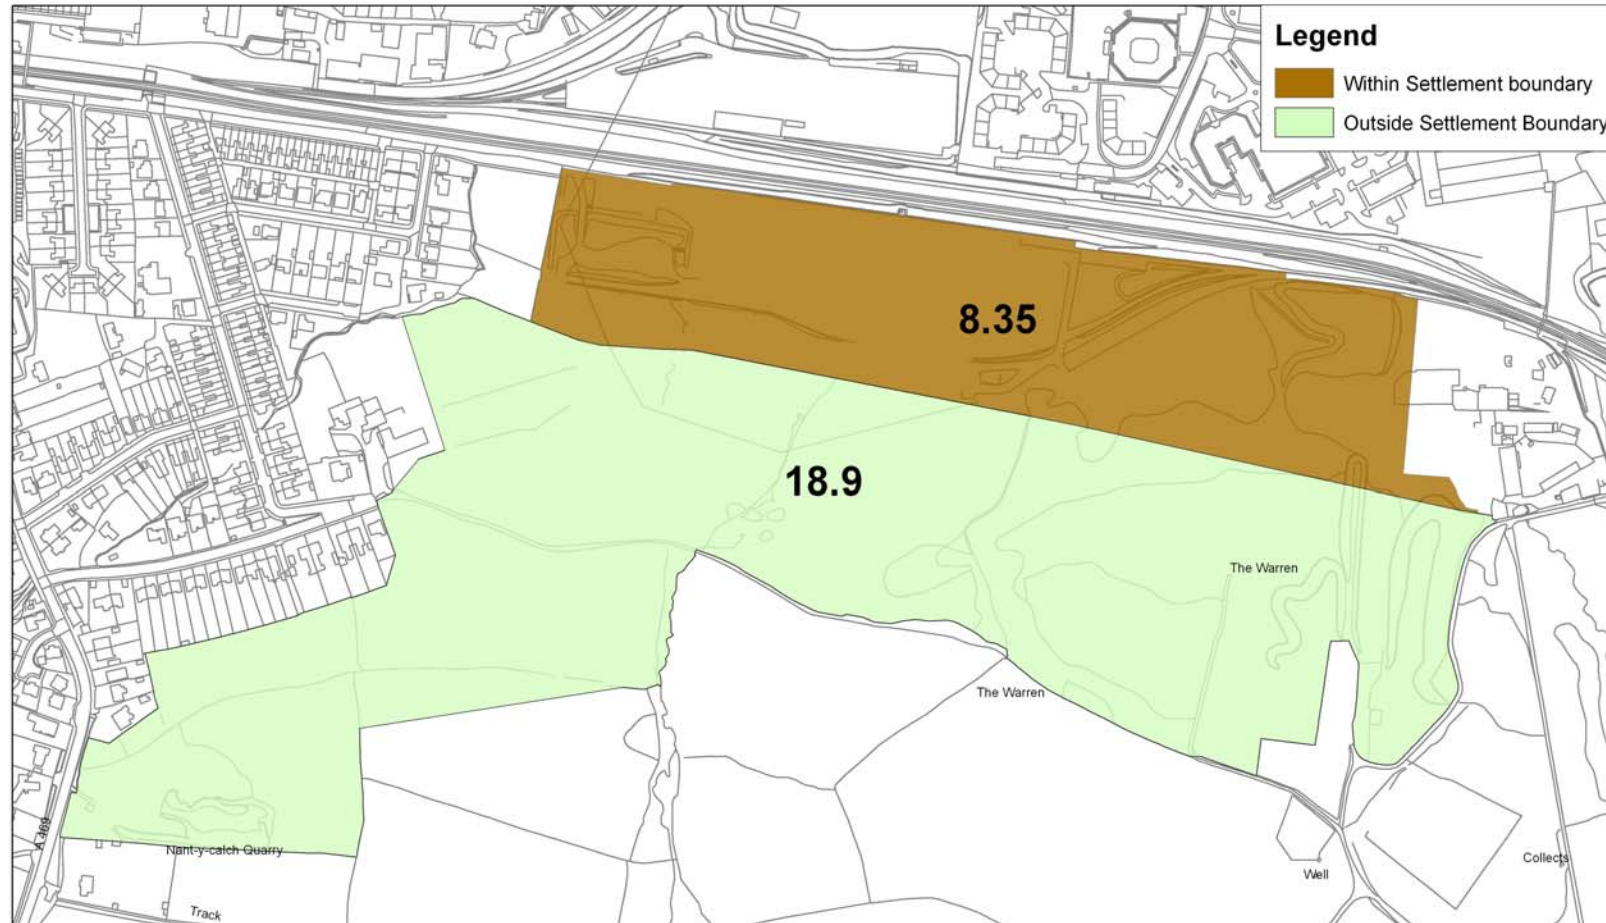 Legend
Within Settlement boundary
Outside Settlement Boundary
8.35
18.9
The Warren
The Warren
A 469
Nant-y-calch Quarry
Collects
Well
Track